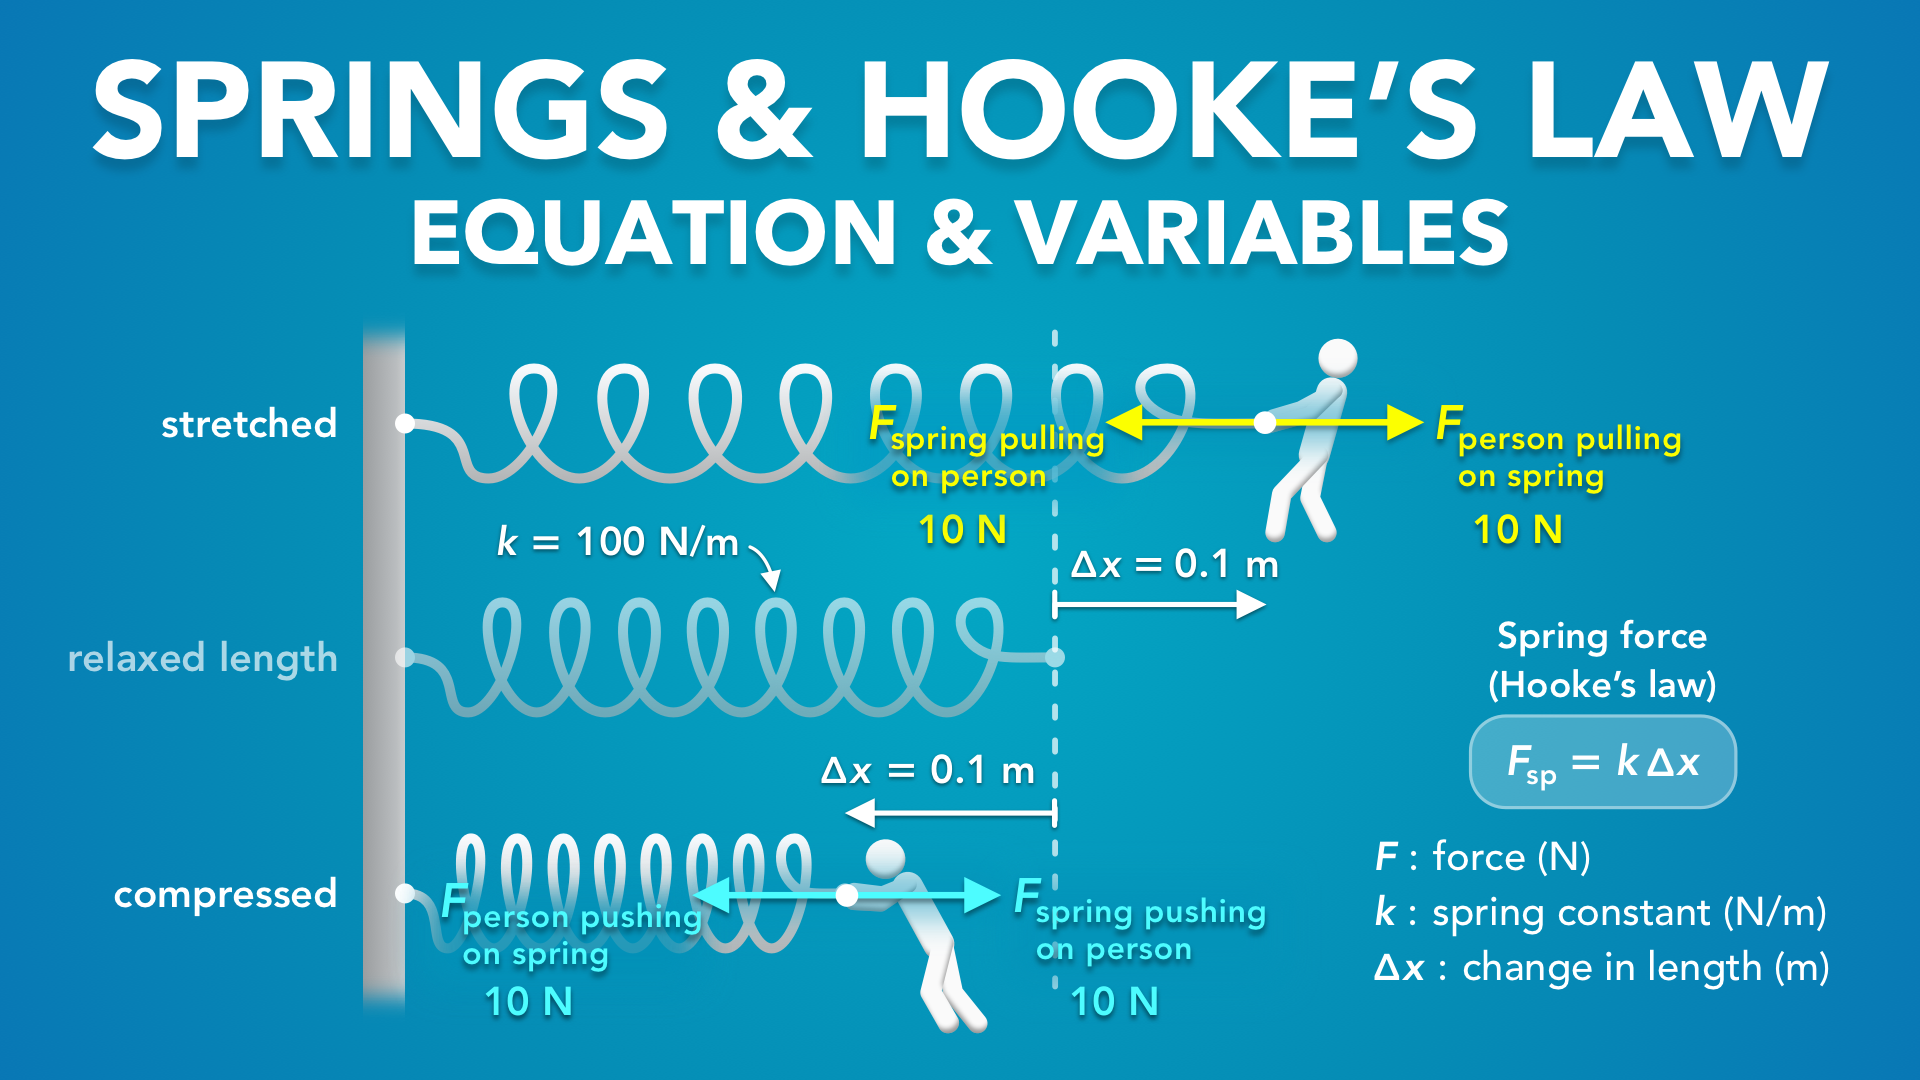 SPRINGS & HOOKE’S LAW
EQUATION & VARIABLES
stretched
F spring pulling
on person
10 N
F person pulling
on spring
10 N
k = 100 N/m
Δx = 0.1 m
relaxed length
Spring force
(Hooke’s law)
Fsp = k Δx
Δx = 0.1 m
compressed
F person pushing
on spring
10 N
F spring pushing
on person
10 N
F : force (N)
k : spring constant (N/m)
Δx : change in length (m)